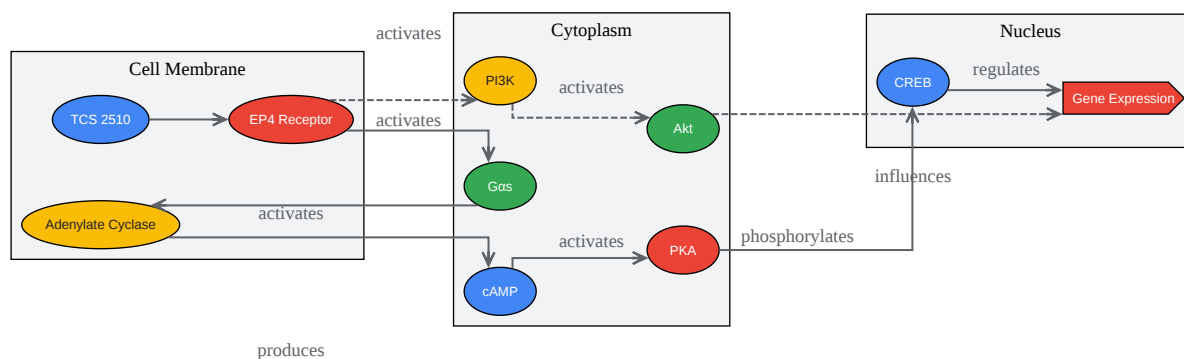 Cell Membrane
TCS 2510
EP4 Receptor
Adenylate Cyclase
activates
activates
activates
produces
Cytoplasm
PI3K
activates
Akt
Gαs
activates
PKA
cAMP
phosphorylates
influences
Nucleus
CREB
regulates
Gene Expression